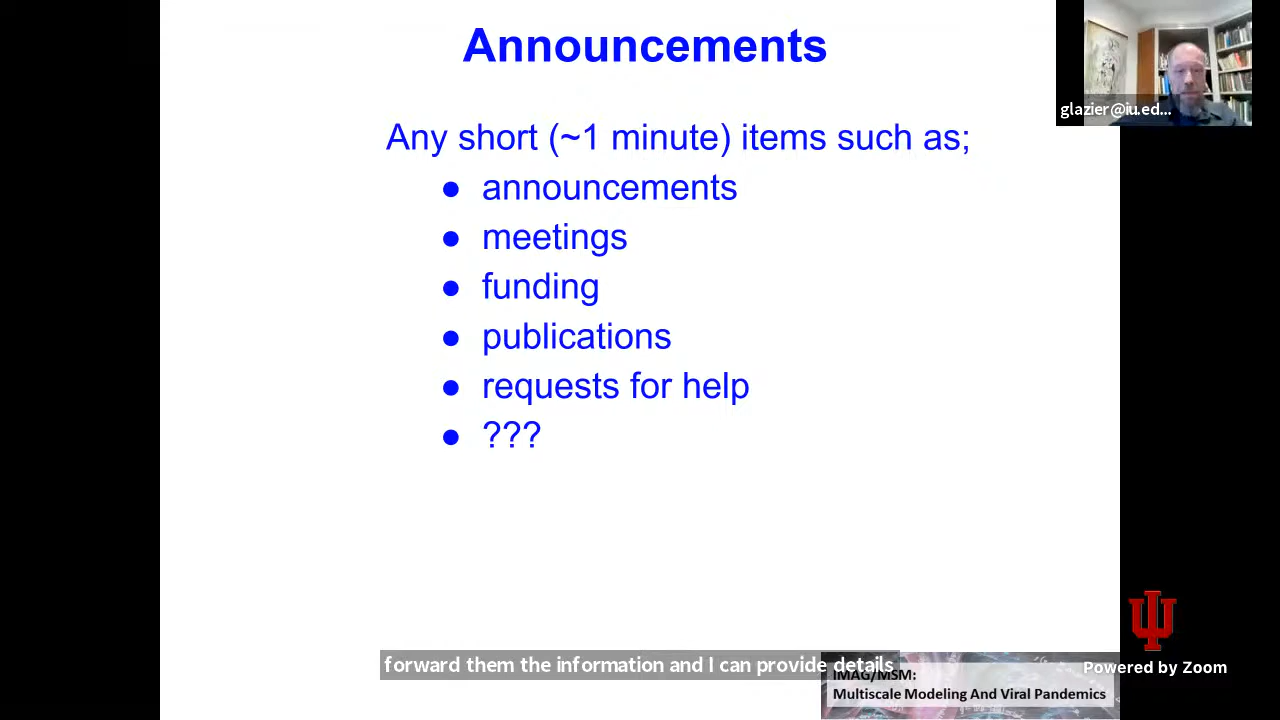 Announcements
glazier@iu.ed...
Any short (~1 minute) items such as;
● announcements
● meetings
● funding
● publications
● requests for help
● ???
forward them the information and I can provide details
IMAG/MSM:
Multiscale Modeling And Viral Pandemics
Powered by Zoom